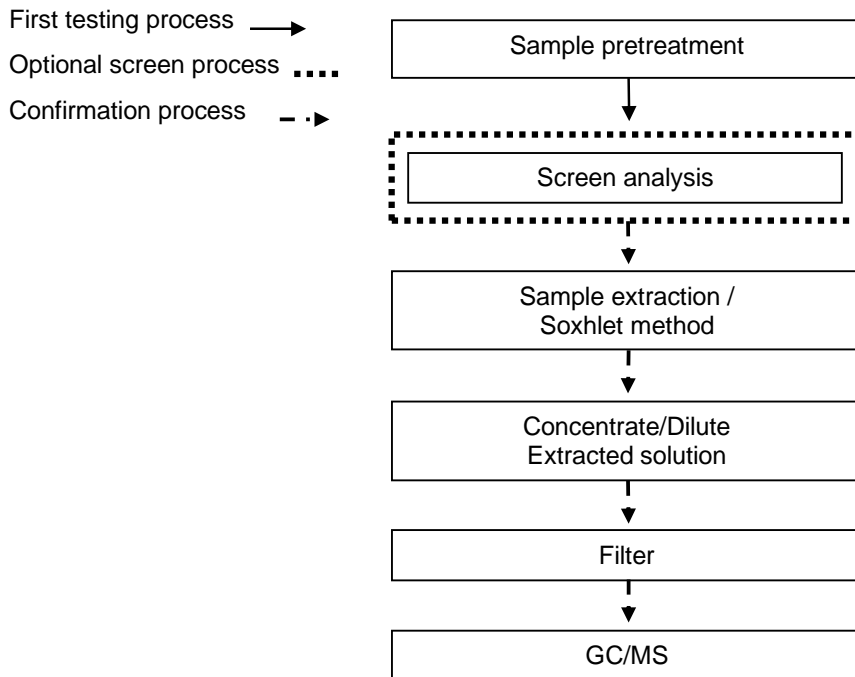 First testing process
Optional screen process
Confirmation process
Sample pretreatment
Screen analysis
Sample extraction /
Soxhlet method
Concentrate/Dilute
Extracted solution
Filter
GC/MS